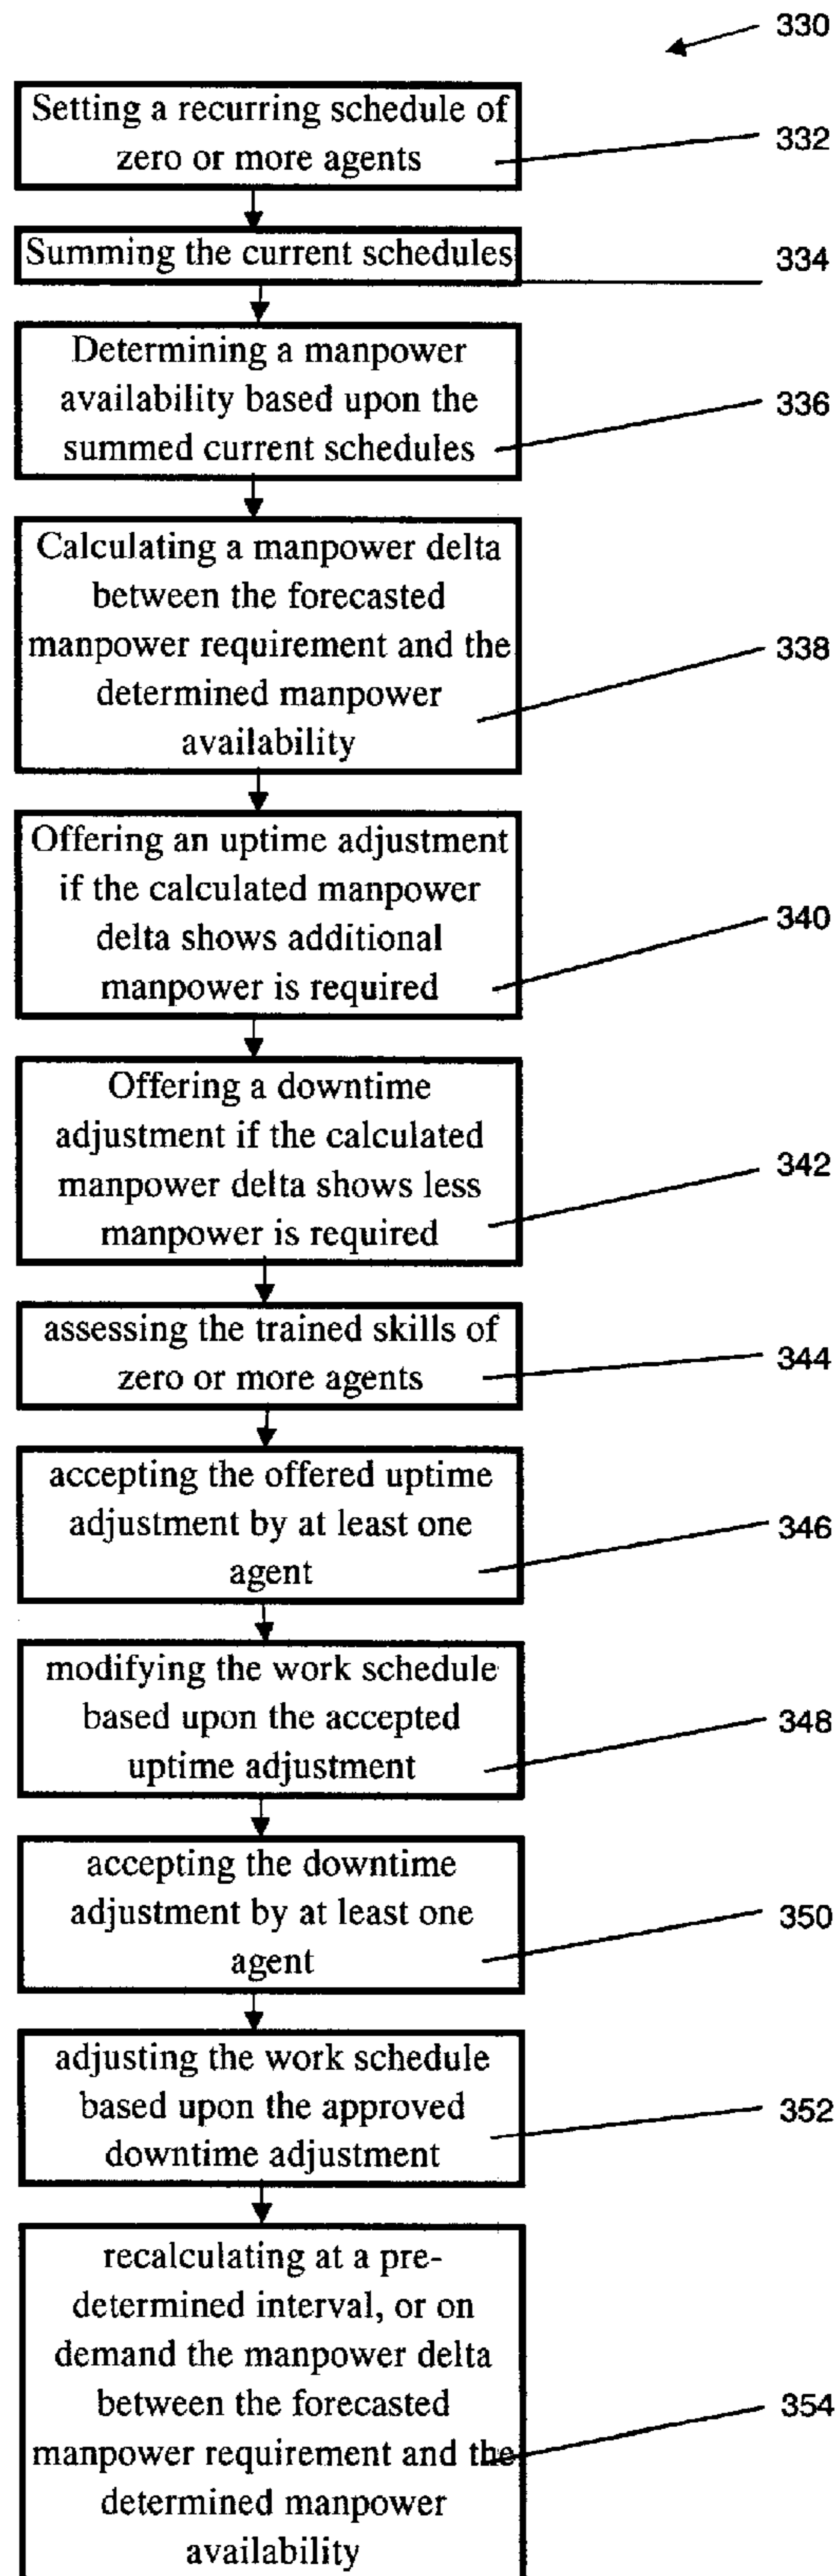 330
Setting a recurring schedule of
zero or more agents
332
Summing the current schedules
334
Determining a manpower
availability based upon the
summed current schedules
336
Calculating a manpower delta
between the forecasted
manpower requirement and the
determined manpower
availability
338
Offering an uptime adjustment
if the calculated manpower
delta shows additional
manpower is required
340
Offering a downtime
adjustment if the calculated
manpower delta shows less
manpower is required
342
assessing the trained skills of
zero or more agents
344
accepting the offered uptime
adjustment by at least one
agent
346
modifying the work schedule
based upon the accepted
uptime adjustment
348
accepting the downtime
adjustment by at least one
agent
350
adjusting the work schedule
based upon the approved
downtime adjustment
352
recalculating at a pre-
determined interval, or on
demand the manpower delta
between the forecasted
manpower requirement and the
determined manpower
availability
354